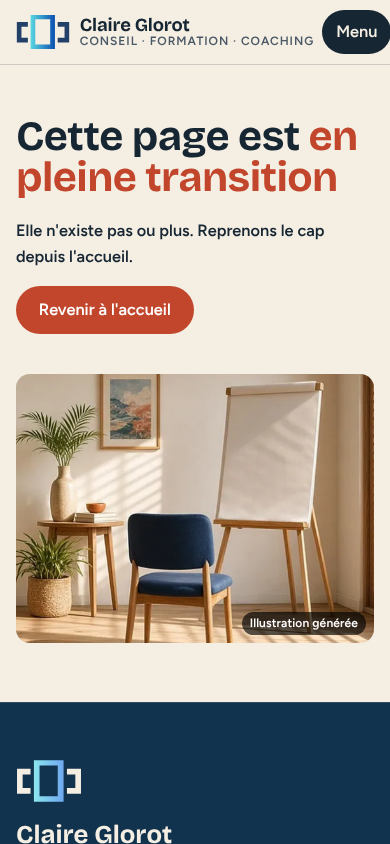 Claire Glorot
CONSEIL · FORMATION · COACHING
Menu
Cette page est en
pleine transition
Elle n'existe pas ou plus. Reprenons le cap
depuis l'accueil.
Revenir à l'accueil
Illustration générée
Claire Glorot